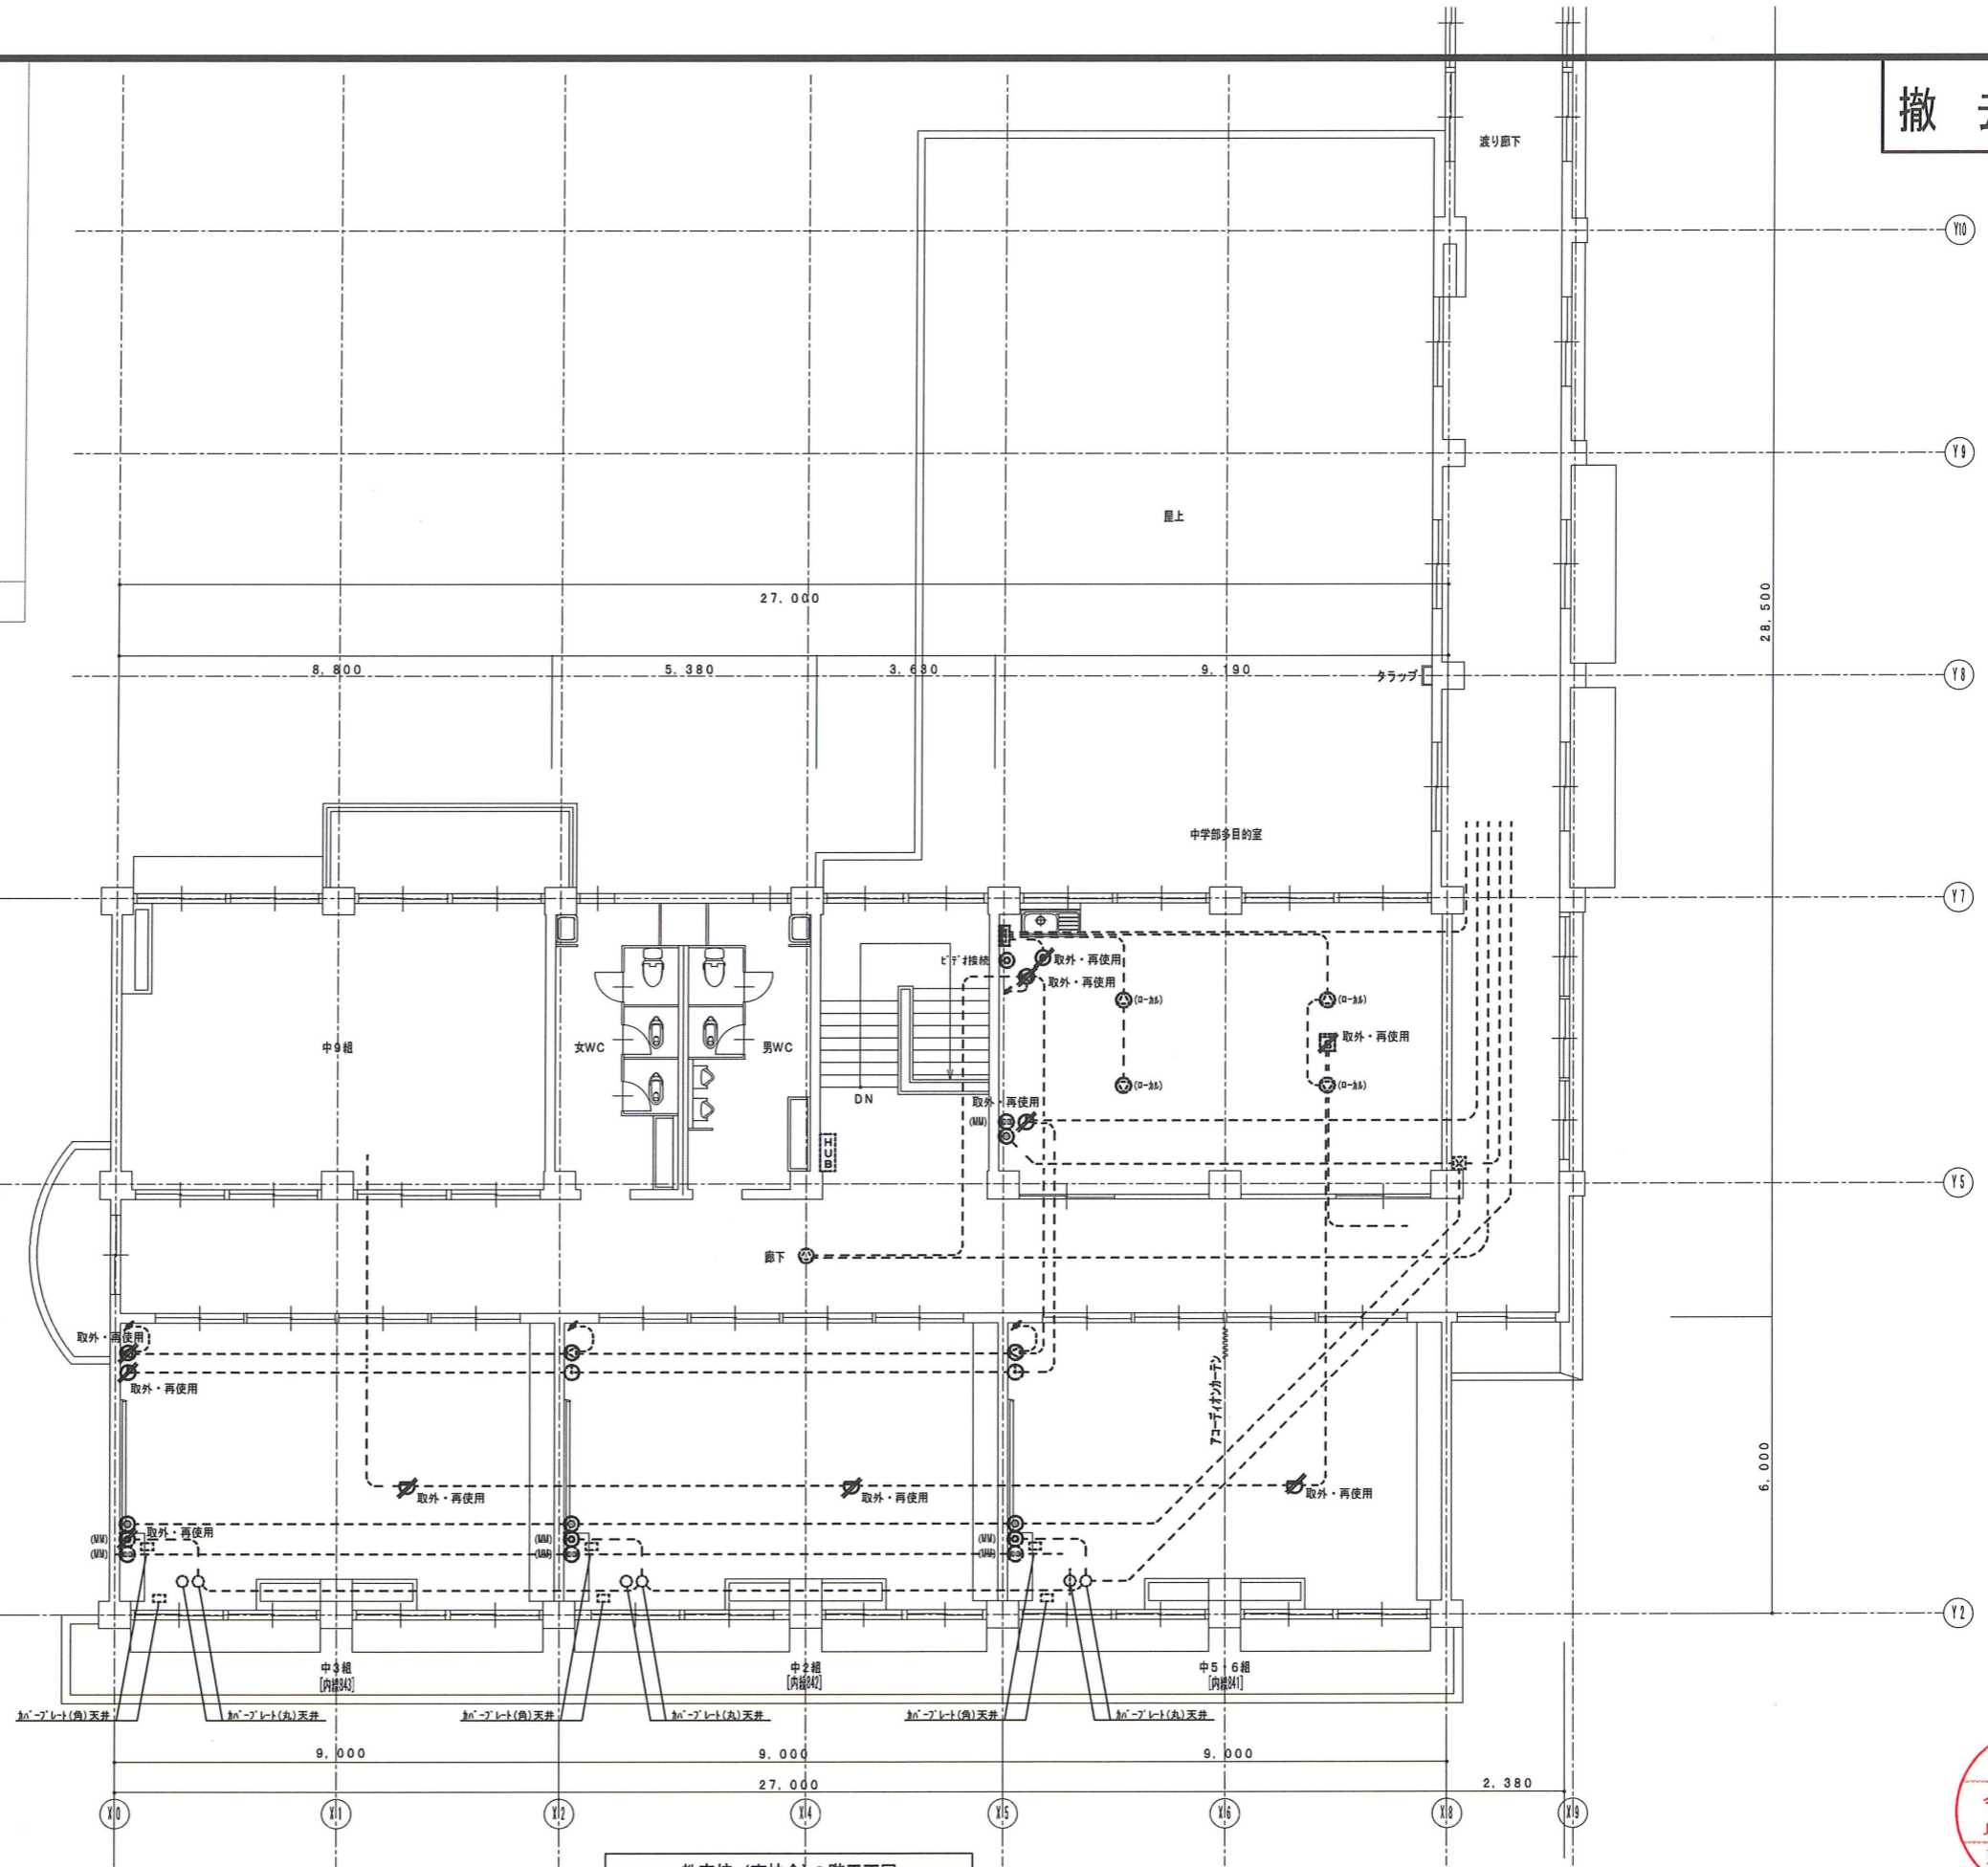 撤
渡り廊下
Y10
Y9
屋上
27,000
28,500
8,800
5,380
3,630
9,190
タラップ
Y8
中学部多目的室
Y7
ビデオ接続
取外・再使用
取外・再使用
(ローカル)
(ローカル)
取外・再使用
中9組
女WC
男WC
(ローカル)
(ローカル)
DN
取外・再使用
(MM)
HUB
Y5
廊下
取外・再使用
取外・再使用
アコーディオンカーテン
6,000
取外・再使用
取外・再使用
取外・再使用
取外・再使用
(MM)
(MM)
(MM)
(MM)
(MM)
(MM)
Y2
中3組
[内線843]
中2組
[内線842]
中5・6組
[内線841]
カバープレート(角)天井
カバープレート(丸)天井
カバープレート(角)天井
カバープレート(丸)天井
カバープレート(角)天井
カバープレート(丸)天井
9,000
9,000
9,000
27,000
2,380
X0
X1
X2
X4
X5
X6
X8
X9